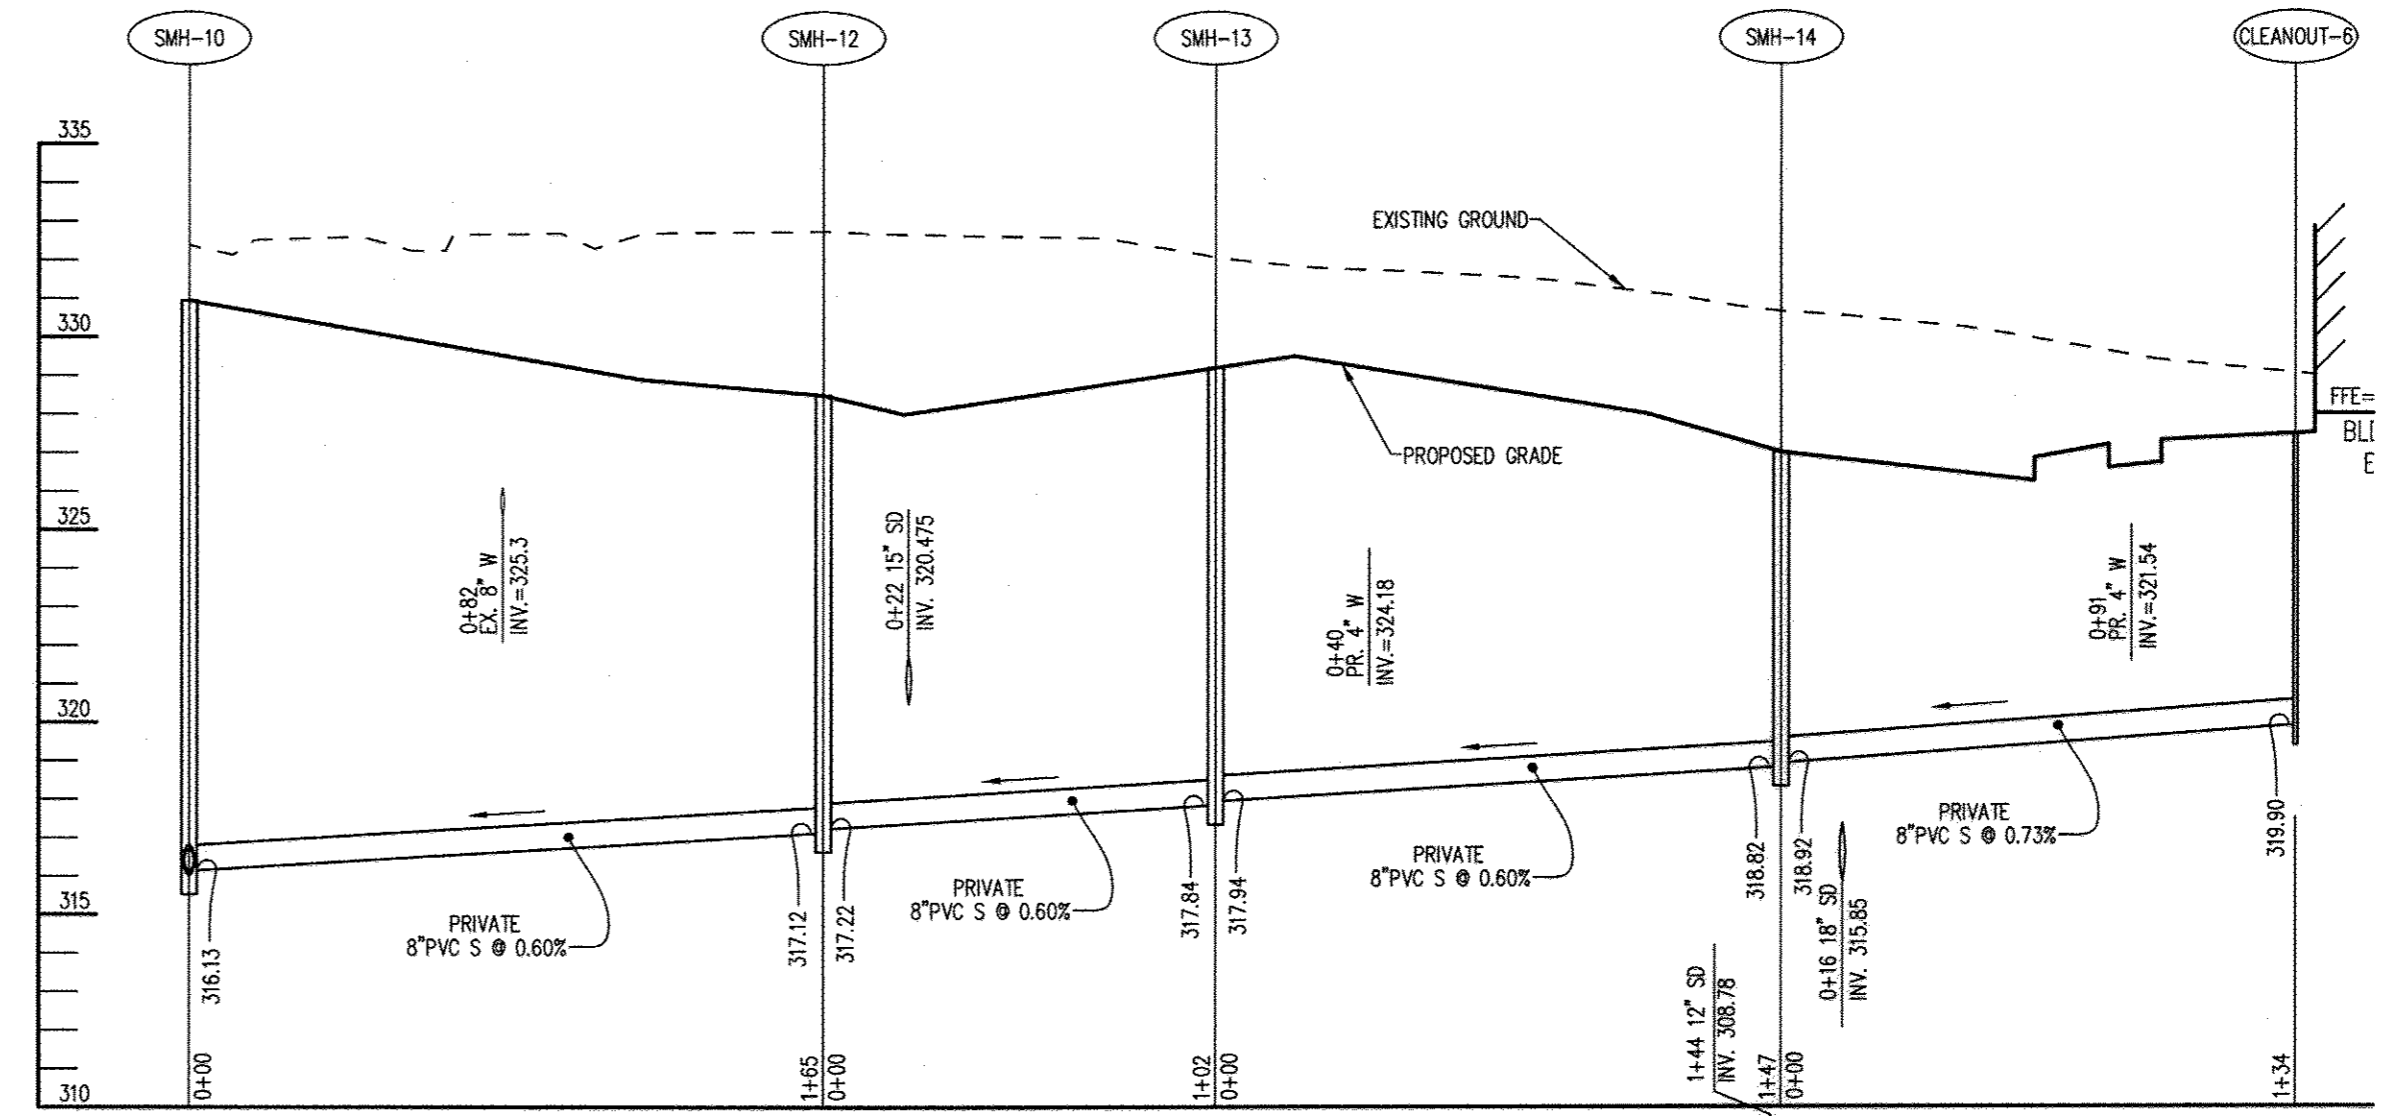 SMH-10
SMH-12
SMH-13
SMH-14
CLEANOUT-6
335
330
325
320
315
310
EXISTING GROUND
PROPOSED GRADE
FFE=
BL
E
0+82
EX. 8" W
INV.=325.3
0+22 15" SD
INV. 320.475
0+40
PR. 4" W
INV.=324.18
0+91
PR. 4" W
INV.=321.54
PRIVATE
8"PVC S @ 0.60%
PRIVATE
8"PVC S @ 0.60%
PRIVATE
8"PVC S @ 0.60%
PRIVATE
8"PVC S @ 0.73%
316.13
317.12
317.22
317.84
317.94
318.82
318.92
319.90
1+44 12" SD
INV. 308.78
0+16 18" SD
INV. 315.85
0+00
1+65
0+00
1+02
0+00
1+47
0+00
1+34